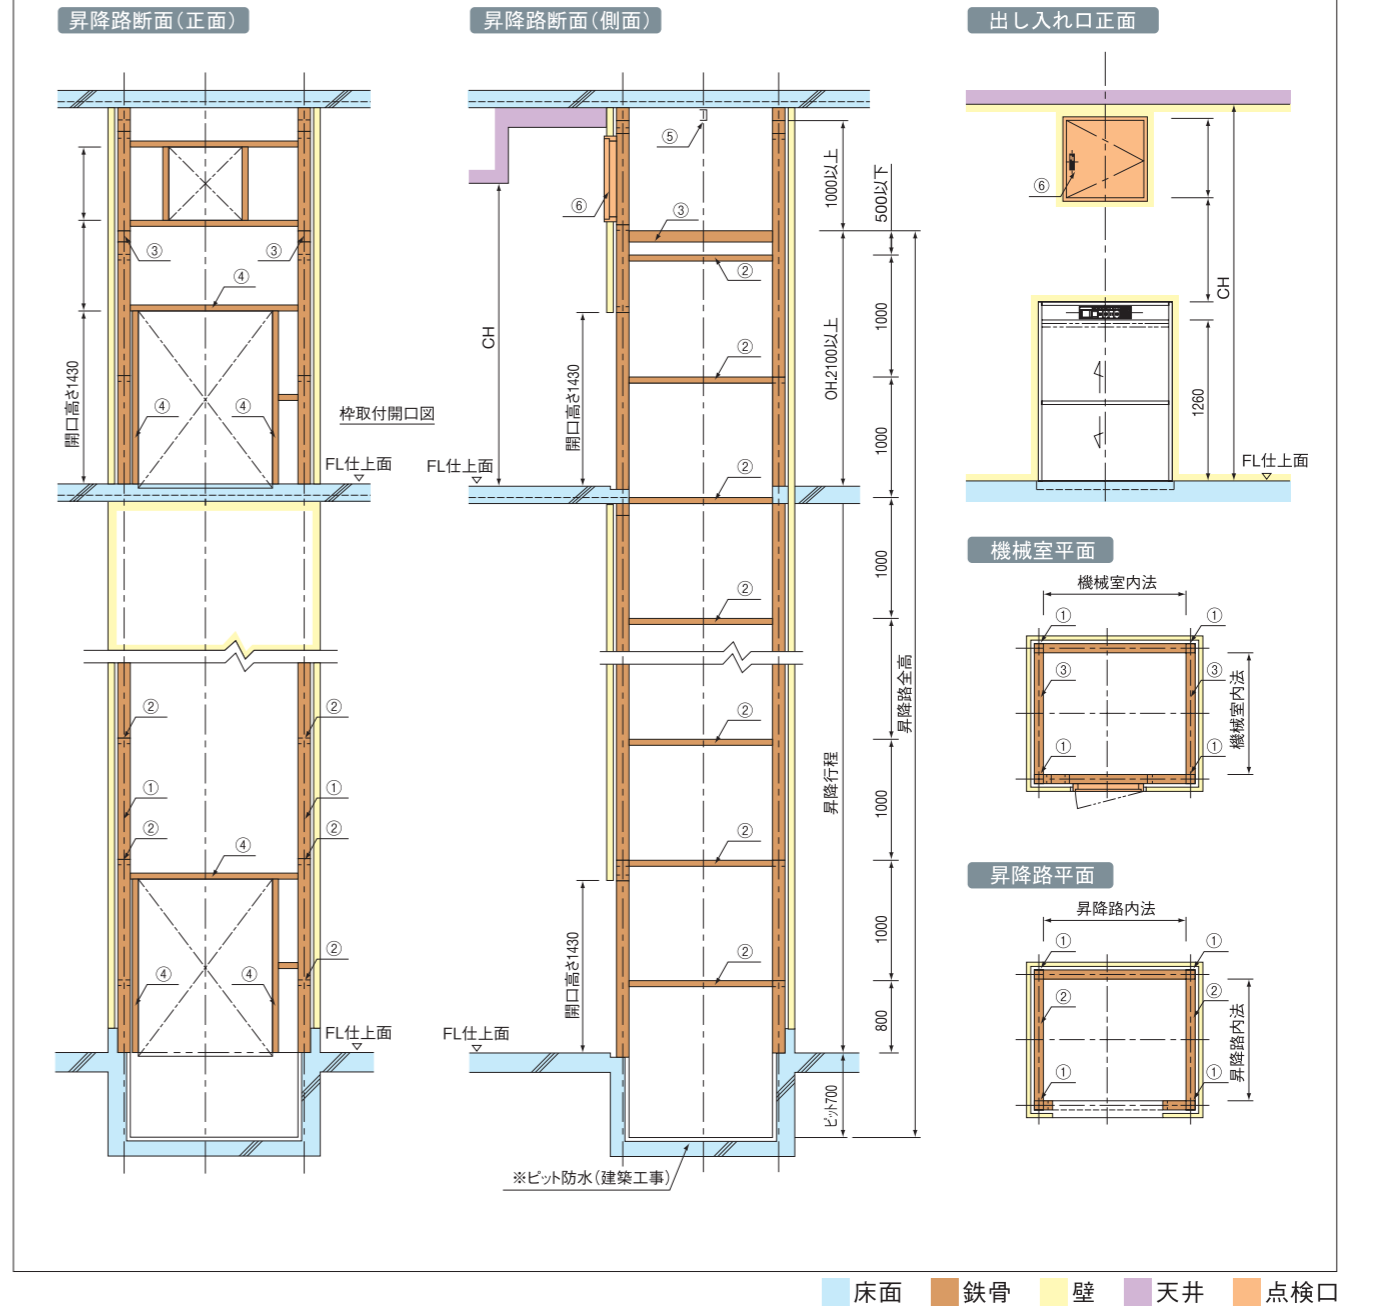 昇降路断面（正面）
③
③
④
開口高さ1430
④
④
枠取付開口図
FL仕上面
②
②
①
①
②
②
④
②
④
④
FL仕上面
昇降路断面（側面）
⑤
⑥
③
②
1000以上
500以下
CH
開口高さ1430
OH.2100以上
1000
②
1000
②
FL仕上面
1000
②
昇降路全高
②
昇降行程
1000
②
1000
②
開口高さ1430
800
FL仕上面
ピット700
※ピット防水（建築工事）
出し入れ口正面
⑥
CH
1260
FL仕上面
機械室平面
機械室内法
①
①
③
③
機械室内法
①
①
昇降路平面
昇降路内法
①
①
②
②
昇降路内法
①
①
床面
鉄骨
壁
天井
点検口